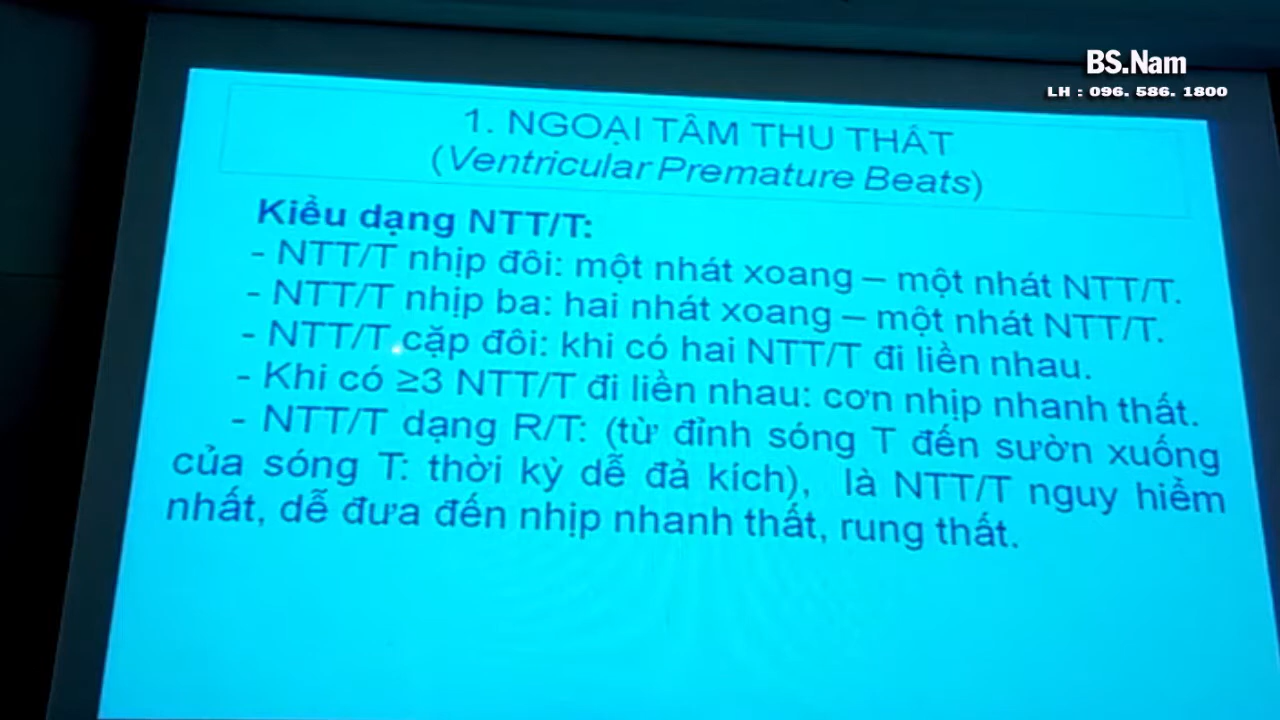 BS.Nam
LH : 096. 586. 1800
1. NGOẠI TÂM THU THẤT
(Ventricular Premature Beats)
Kiểu dạng NTT/T:
- NTT/T nhịp đôi: một nhát xoang – một nhát NTT/T.
- NTT/T nhịp ba: hai nhát xoang – một nhát NTT/T.
- NTT/T cặp đôi: khi có hai NTT/T đi liền nhau.
- Khi có ≥3 NTT/T đi liền nhau: cơn nhịp nhanh thất.
- NTT/T dạng R/T: (từ đỉnh sóng T đến sườn xuống
của sóng T: thời kỳ dễ đả kích), là NTT/T nguy hiểm
nhất, dễ đưa đến nhịp nhanh thất, rung thất.